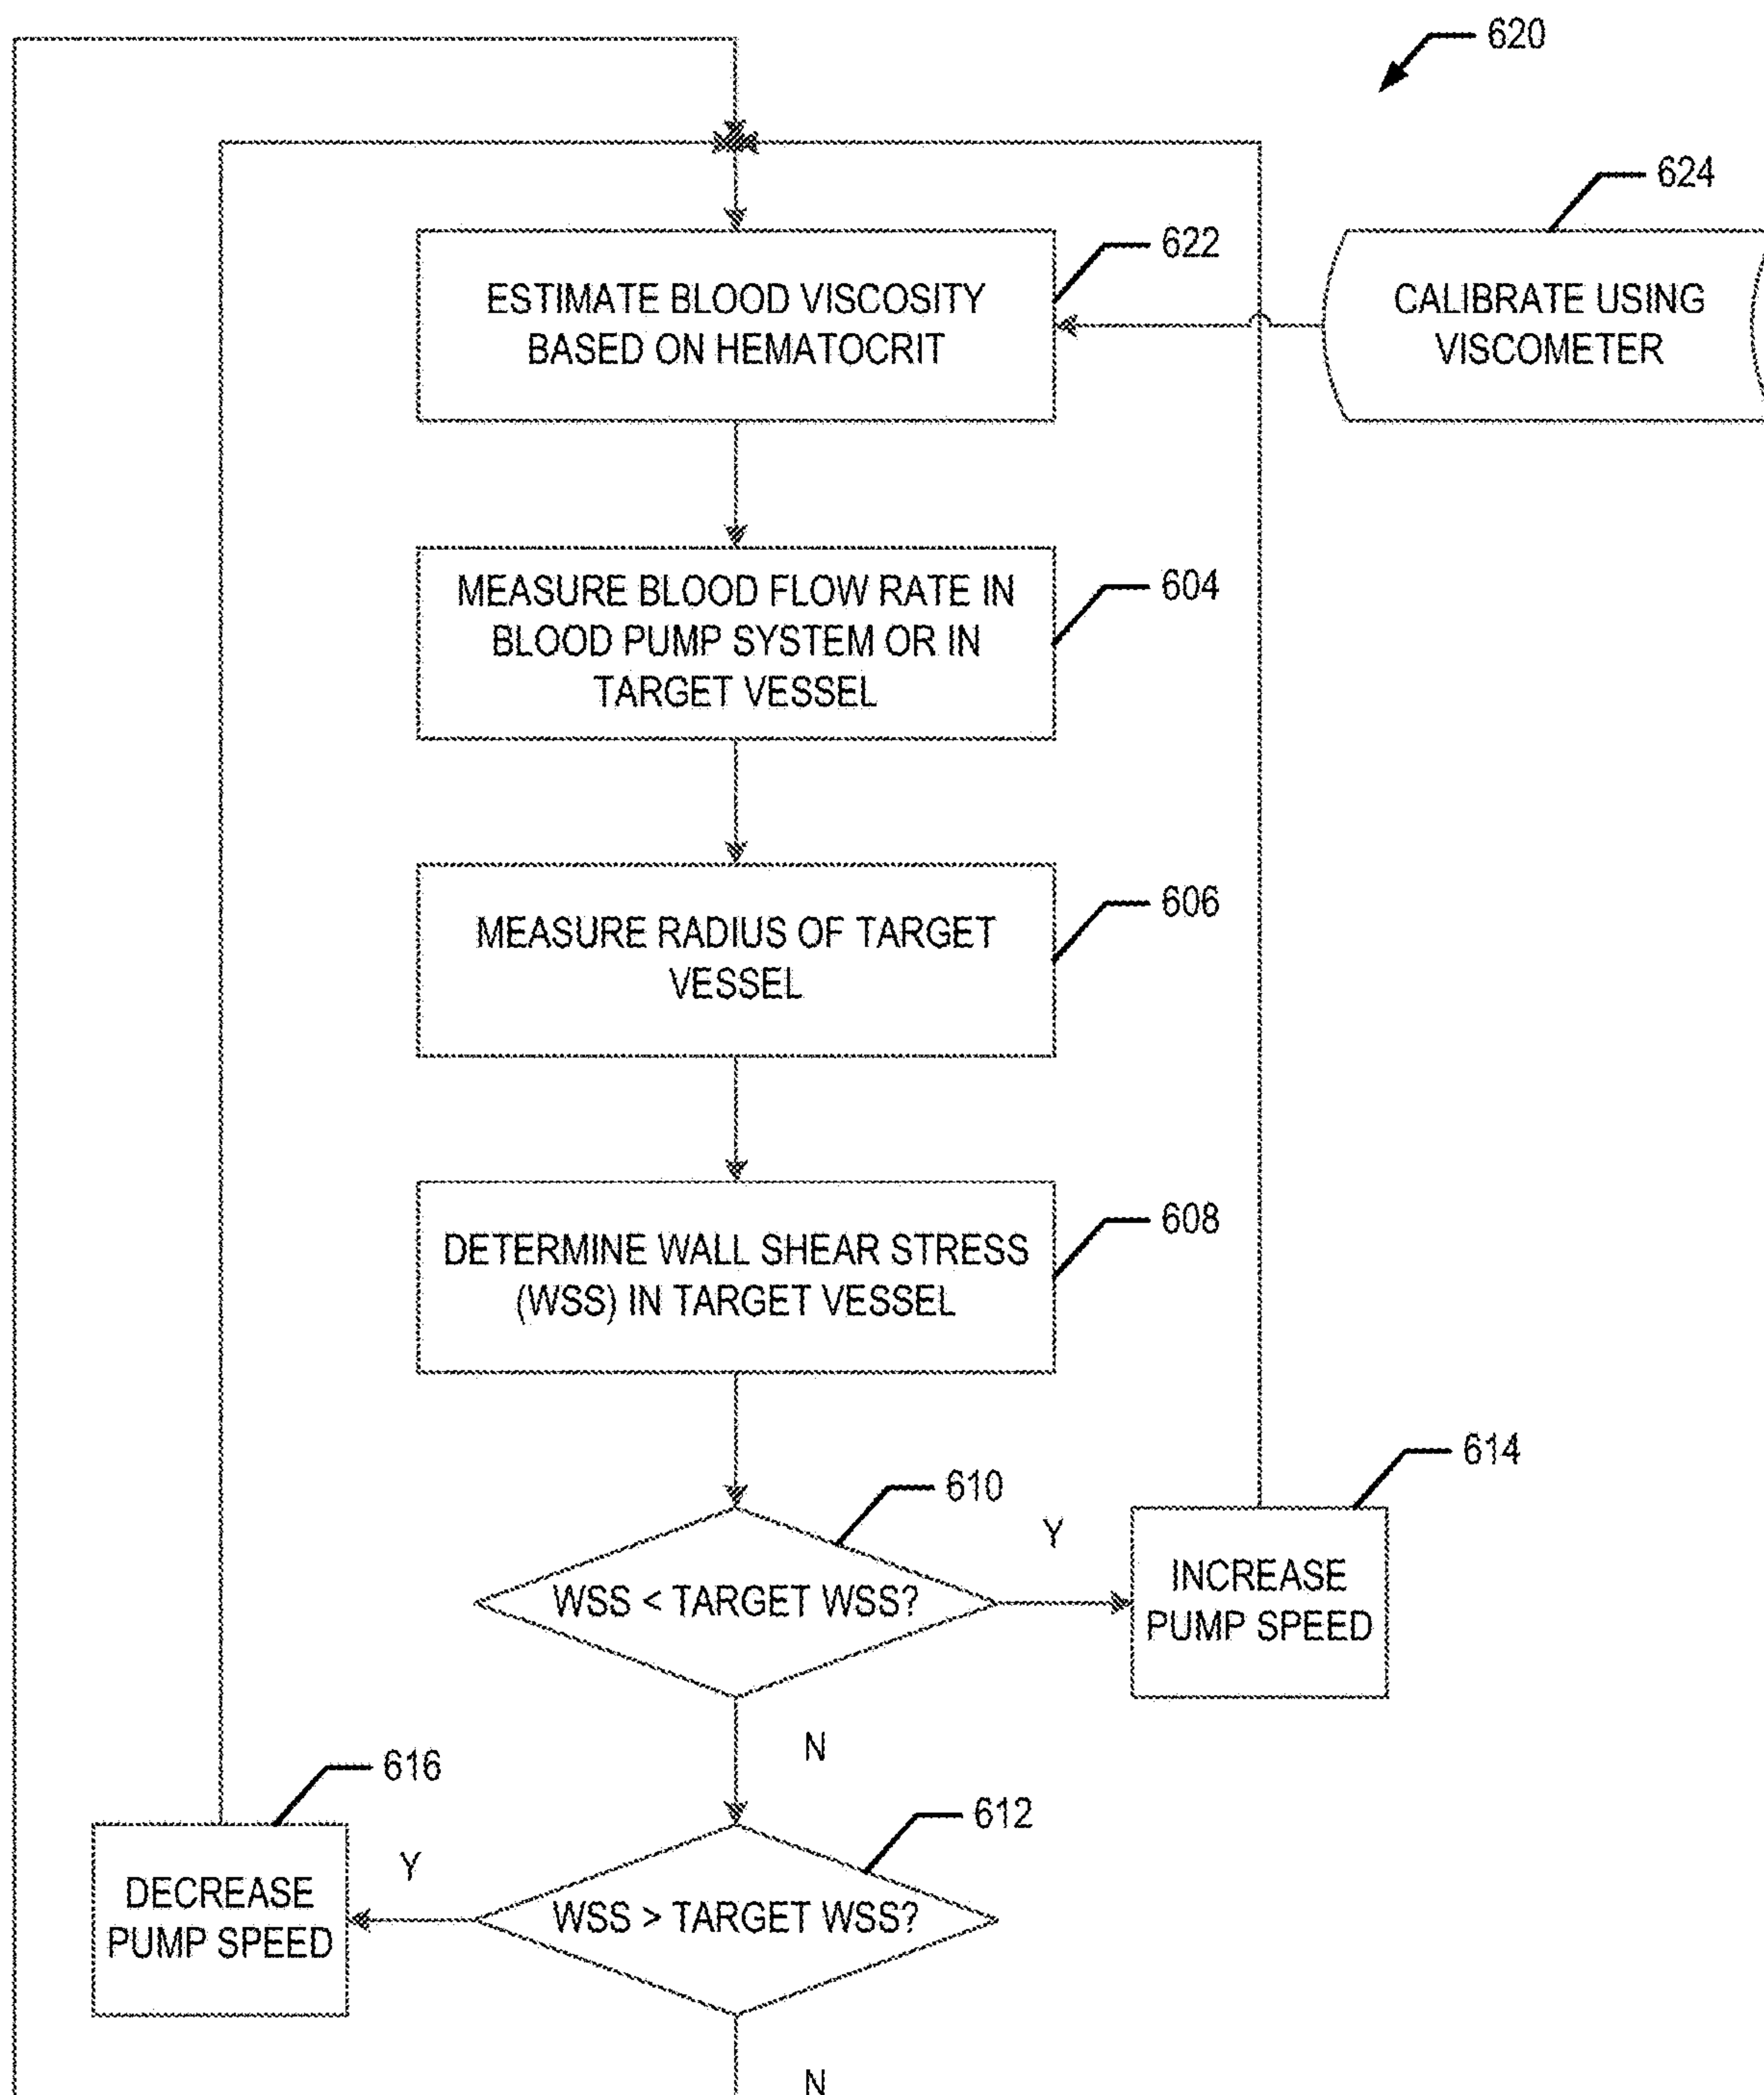 620
624
622
ESTIMATE BLOOD VISCOSITY
BASED ON HEMATOCRIT
CALIBRATE USING
VISCOMETER
604
MEASURE BLOOD FLOW RATE IN
BLOOD PUMP SYSTEM OR IN
TARGET VESSEL
606
MEASURE RADIUS OF TARGET
VESSEL
608
DETERMINE WALL SHEAR STRESS
(WSS) IN TARGET VESSEL
614
610
Y
WSS < TARGET WSS?
INCREASE
PUMP SPEED
N
616
612
Y
DECREASE
PUMP SPEED
WSS > TARGET WSS?
N